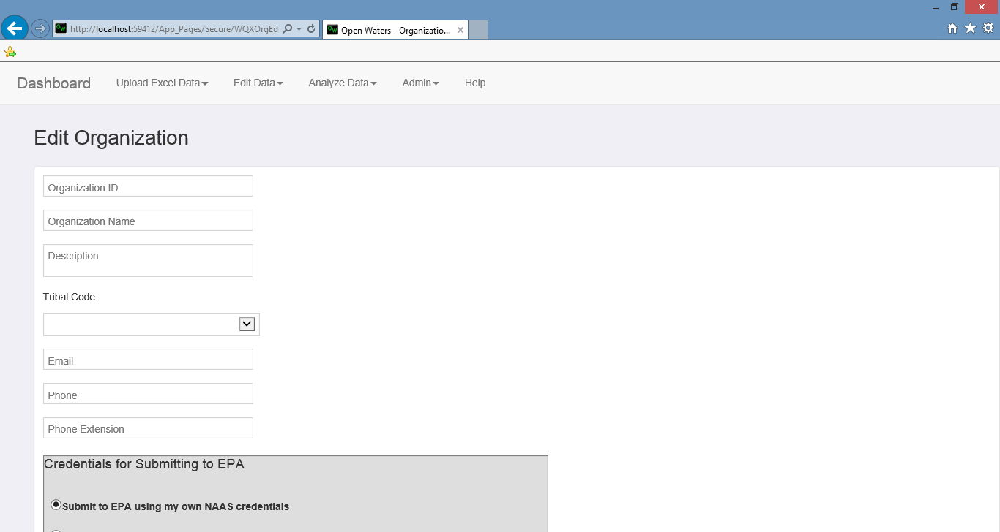 http://localhost:59412/App_Pages/Secure/WQXOrgEd
OW Open Waters - Organizatio...
Dashboard Upload Excel Data Edit Data Analyze Data Admin Help
Edit Organization
Organization ID
Organization Name
Description
Tribal Code:
Email
Phone
Phone Extension
Credentials for Submitting to EPA
Submit to EPA using my own NAAS credentials